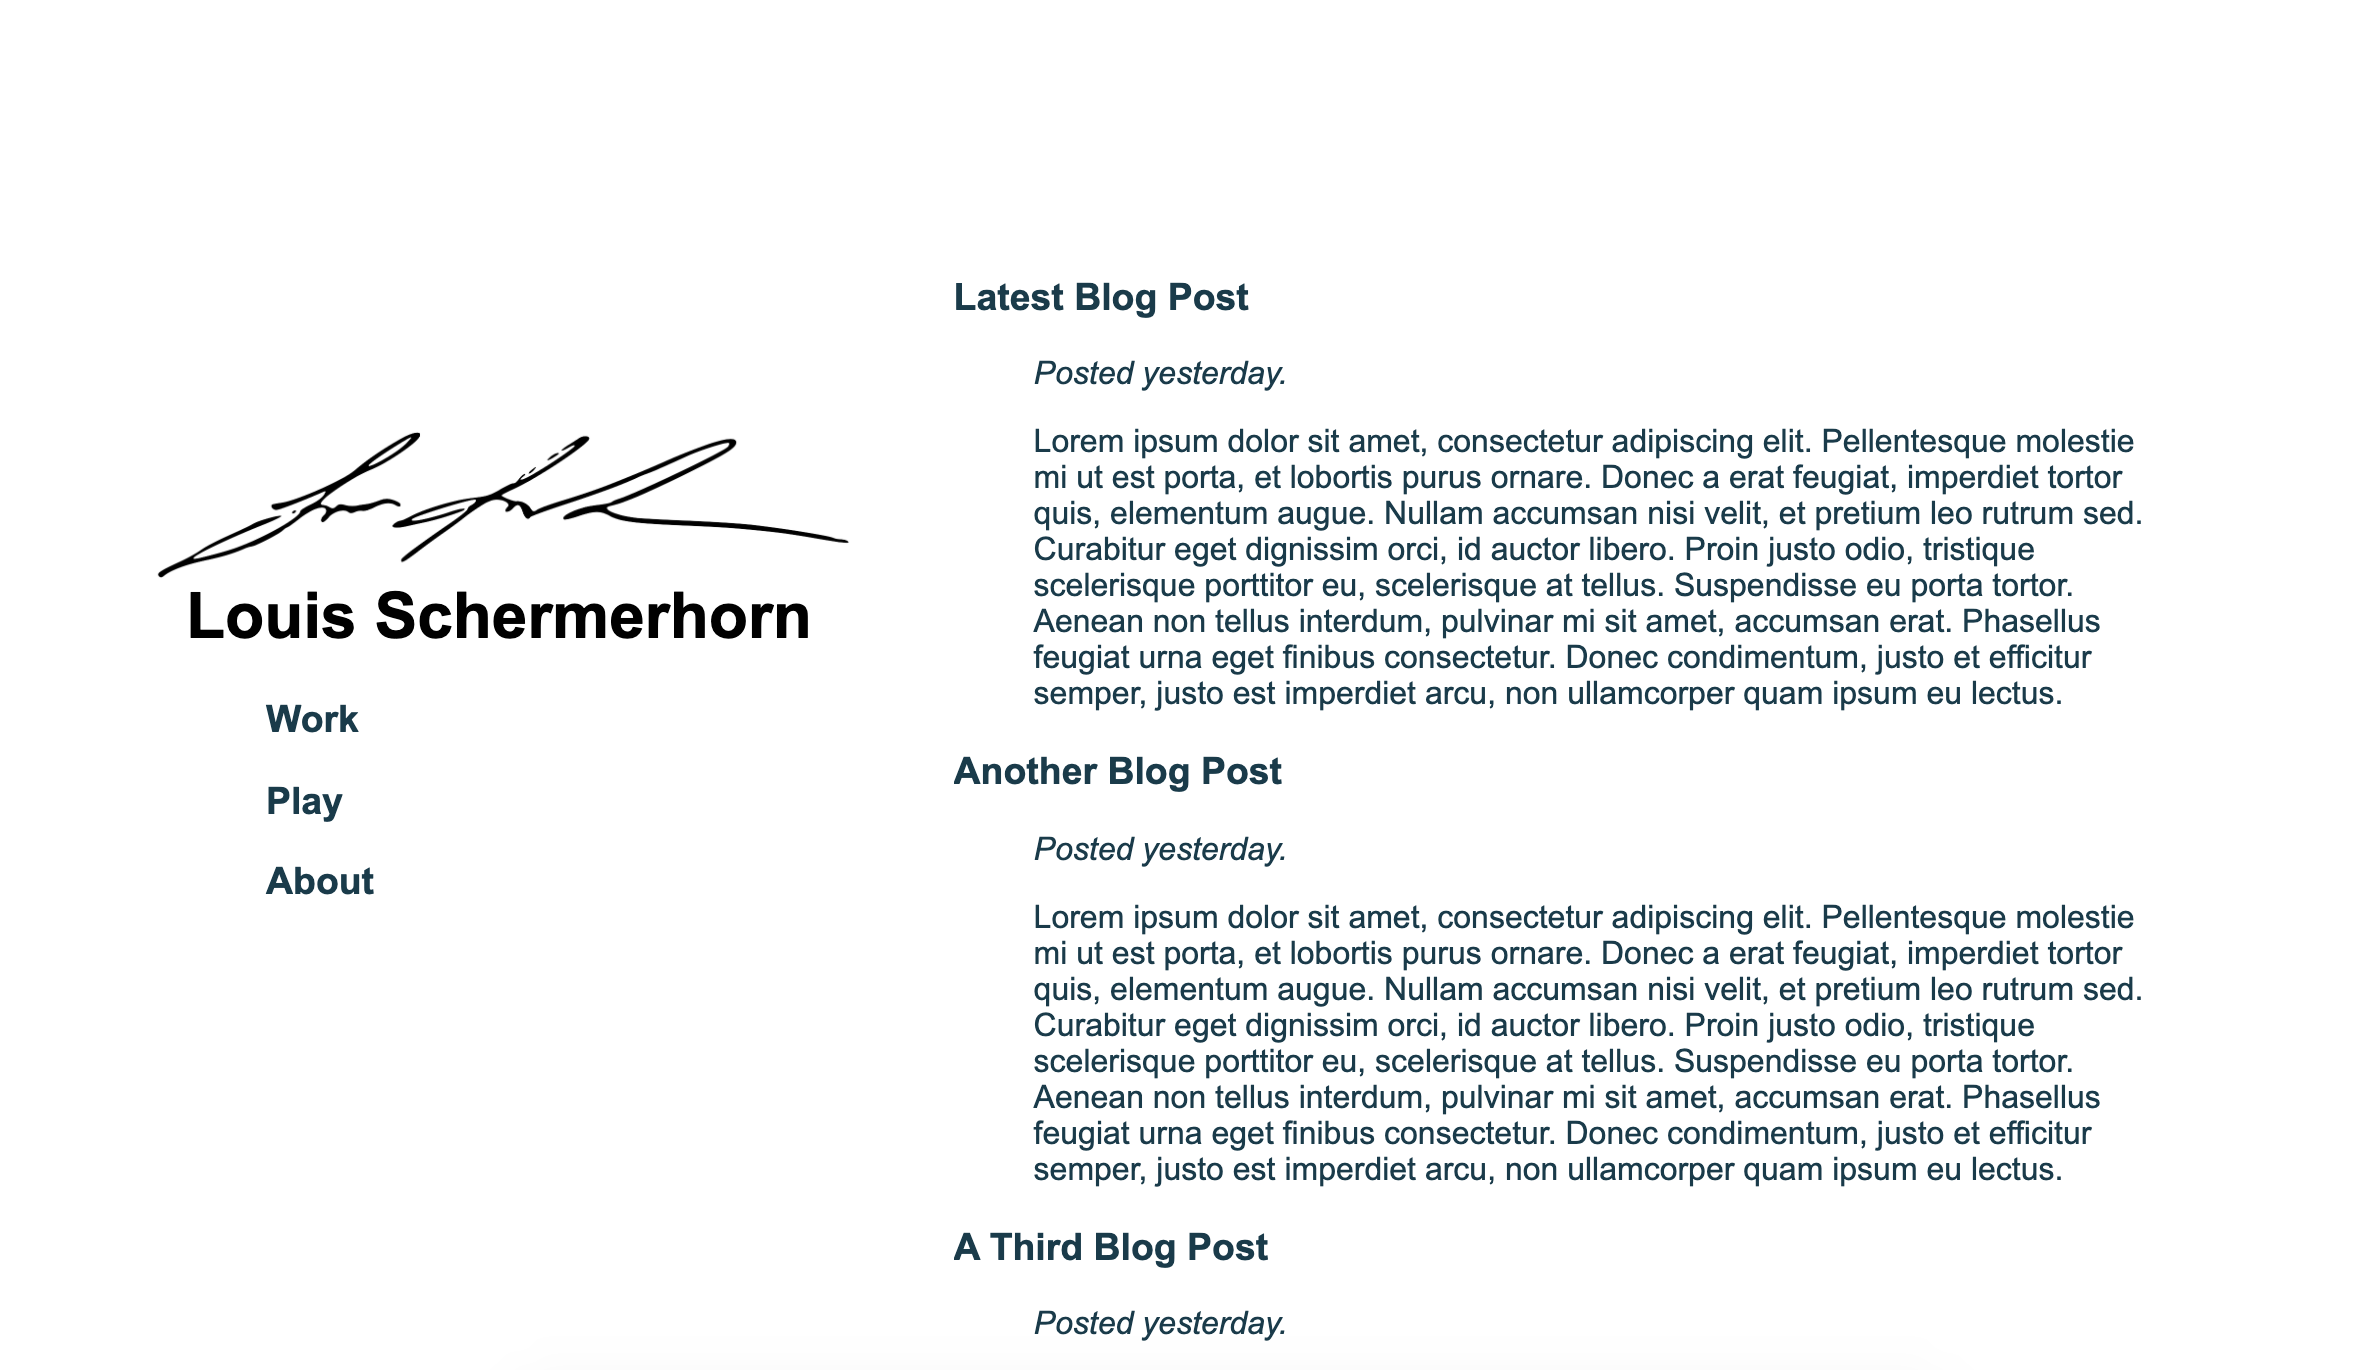 Louis Schermerhorn
Work
Play
About
Latest Blog Post
Posted yesterday.
Lorem ipsum dolor sit amet, consectetur adipiscing elit. Pellentesque molestie
mi ut est porta, et lobortis purus ornare. Donec a erat feugiat, imperdiet tortor
quis, elementum augue. Nullam accumsan nisi velit, et pretium leo rutrum sed.
Curabitur eget dignissim orci, id auctor libero. Proin justo odio, tristique
scelerisque porttitor eu, scelerisque at tellus. Suspendisse eu porta tortor.
Aenean non tellus interdum, pulvinar mi sit amet, accumsan erat. Phasellus
feugiat urna eget finibus consectetur. Donec condimentum, justo et efficitur
semper, justo est imperdiet arcu, non ullamcorper quam ipsum eu lectus.
Another Blog Post
Posted yesterday.
Lorem ipsum dolor sit amet, consectetur adipiscing elit. Pellentesque molestie
mi ut est porta, et lobortis purus ornare. Donec a erat feugiat, imperdiet tortor
quis, elementum augue. Nullam accumsan nisi velit, et pretium leo rutrum sed.
Curabitur eget dignissim orci, id auctor libero. Proin justo odio, tristique
scelerisque porttitor eu, scelerisque at tellus. Suspendisse eu porta tortor.
Aenean non tellus interdum, pulvinar mi sit amet, accumsan erat. Phasellus
feugiat urna eget finibus consectetur. Donec condimentum, justo et efficitur
semper, justo est imperdiet arcu, non ullamcorper quam ipsum eu lectus.
A Third Blog Post
Posted yesterday.